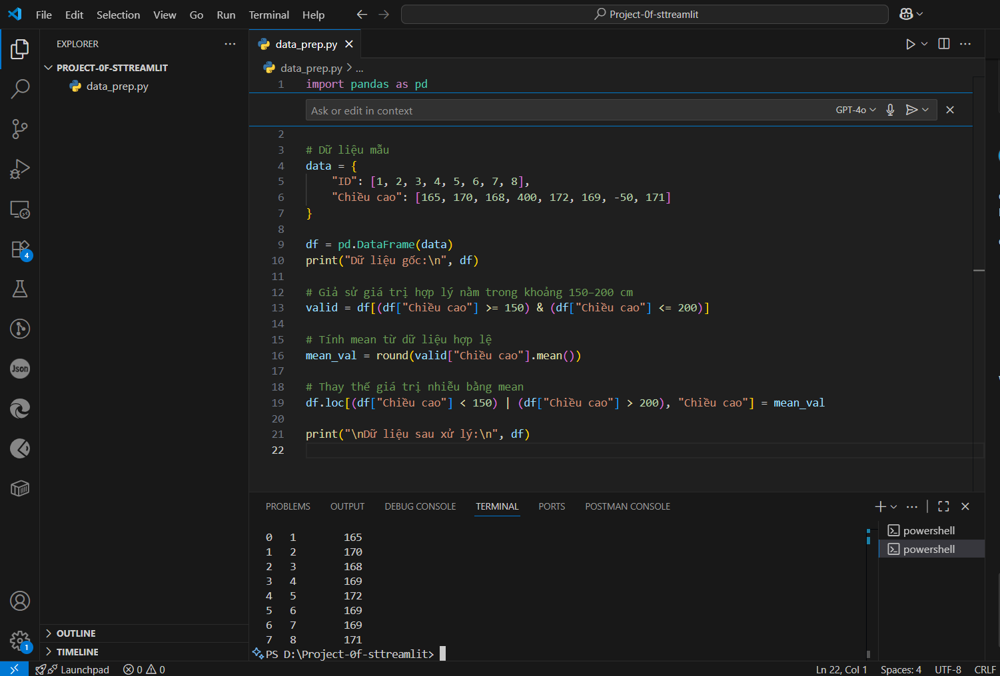 File Edit Selection View Go Run Terminal Help
Project-0f-sttreamlit
EXPLORER
PROJECT-0F-STTREAMLIT
data_prep.py
4
Json
1
OUTLINE
TIMELINE
data_prep.py
data_prep.py > ...
1 import pandas as pd
Ask or edit in context
GPT-4o
2
3 # Dữ liệu mẫu
4 data = {
5 "ID": [1, 2, 3, 4, 5, 6, 7, 8],
6 "Chiều cao": [165, 170, 168, 400, 172, 169, -50, 171]
7 }
8
9 df = pd.DataFrame(data)
10 print("Dữ liệu gốc:\n", df)
11
12 # Giả sử giá trị hợp lý nằm trong khoảng 150–200 cm
13 valid = df[(df["Chiều cao"] >= 150) & (df["Chiều cao"] <= 200)]
14
15 # Tính mean từ dữ liệu hợp lệ
16 mean_val = round(valid["Chiều cao"].mean())
17
18 # Thay thế giá trị nhiễu bằng mean
19 df.loc[(df["Chiều cao"] < 150) | (df["Chiều cao"] > 200), "Chiều cao"] = mean_val
20
21 print("\nDữ liệu sau xử lý:\n", df)
22
PROBLEMS OUTPUT DEBUG CONSOLE TERMINAL PORTS POSTMAN CONSOLE
0 1 165
1 2 170
2 3 168
3 4 169
4 5 172
5 6 169
6 7 169
7 8 171
PS D:\Project-0f-sttreamlit>
powershell
powershell
Launchpad 0 0
Ln 22, Col 1 Spaces: 4 UTF-8 CRLF